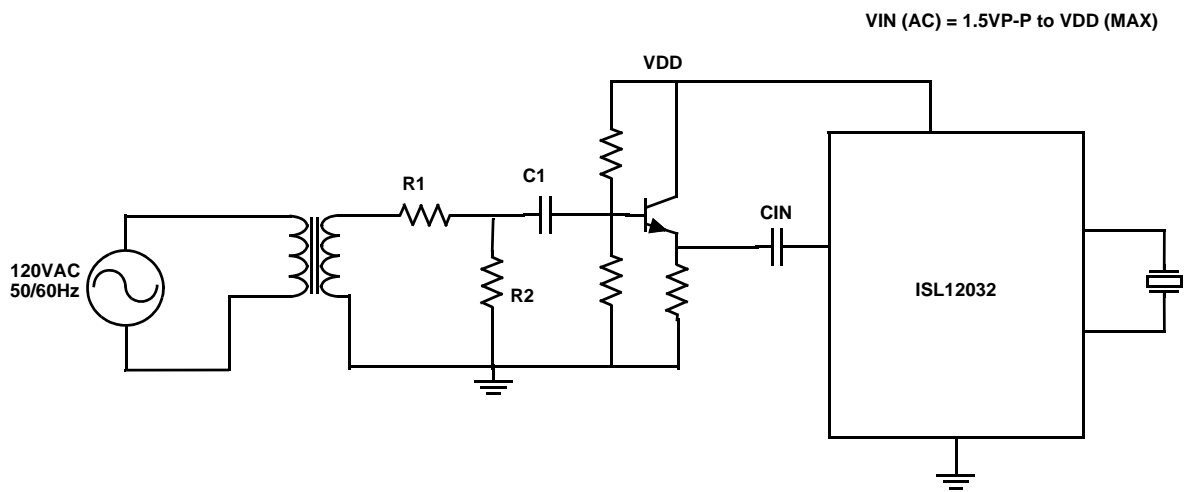 VIN (AC) = 1.5VP-P to VDD (MAX)
VDD
R1
C1
CIN
120VAC
50/60Hz
R2
ISL12032